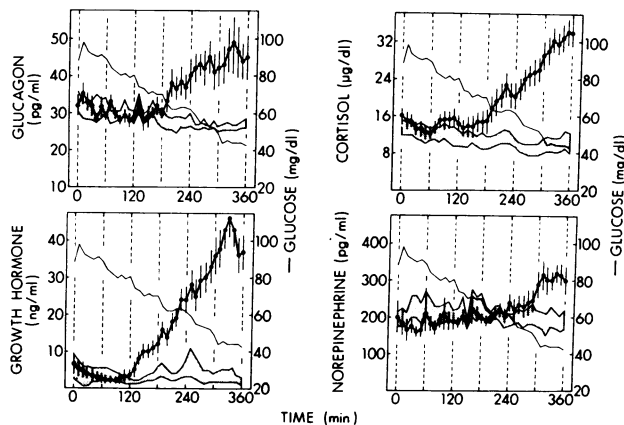 50
40
30
20
10
GLUCAGON
(pg/ml)
100
80
60
40
20
GLUCOSE (mg/dl)
0 120 240 360
32
24
16
8
CORTISOL
(µg/dl)
100
80
60
40
20
— GLUCOSE (mg/dl)
0 120 240 360
40
30
20
10
GROWTH HORMONE
(ng/ml)
100
80
60
40
20
— GLUCOSE (mg/dl)
0 120 240 360
400
300
200
100
NOREPINEPHRINE (pg/ml)
100
80
60
40
20
— GLUCOSE (mg/dl)
0 120 240 360
TIME (min)